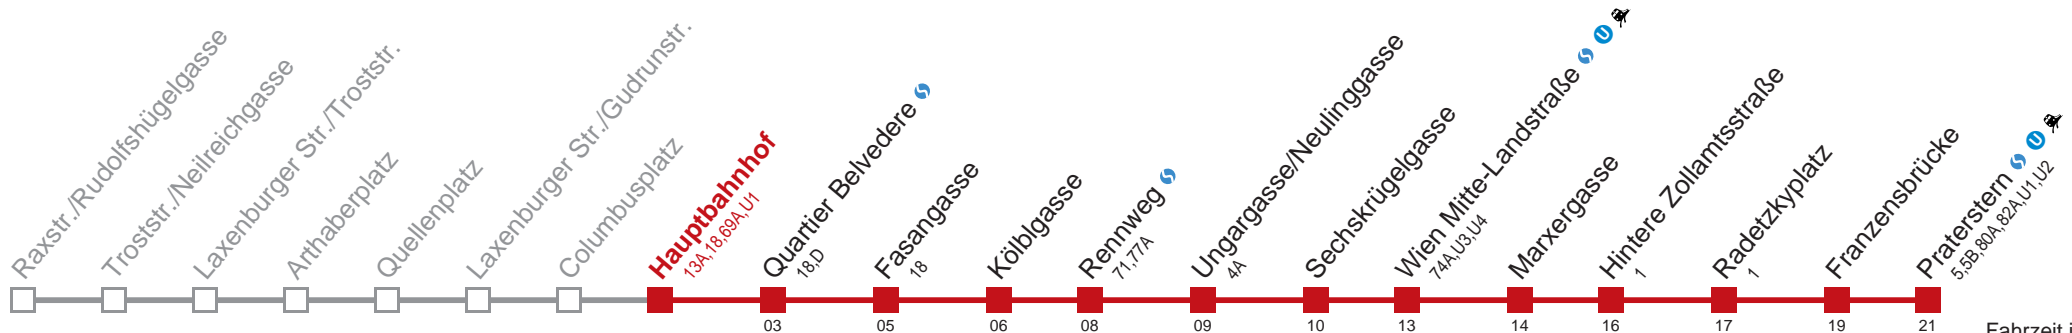 Raxstr./Rudolfshügelgasse
Troststr./Neilreichgasse
Laxenburger Str./Troststr.
Arthaberplatz
Quellenplatz
Laxenburger Str./Gudrunstr.
Columbusplatz
Hauptbahnhof
13A,18,69A,U1
Quartier Belvedere S
18,D
Fasangasse
18
Kölblgasse
Rennweg S
71,77A
Ungargasse/Neulinggasse
4A
Sechskrügelgasse
Wien Mitte-Landstraße S U
74A,U3,U4
Marxergasse
Hintere Zollamtsstraße
1
Radetzkyplatz
1
Franzensbrücke
Praterstern S U
5,5B,80A,82A,U1,U2
03 05 06 08 09 10 13 14 16 17 19 21
Fahrzeit